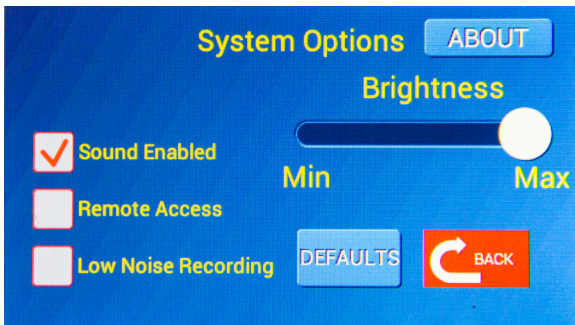 System Options
ABOUT
Brightness
Sound Enabled
Min
Max
Remote Access
Low Noise Recording
DEFAULTS
BACK